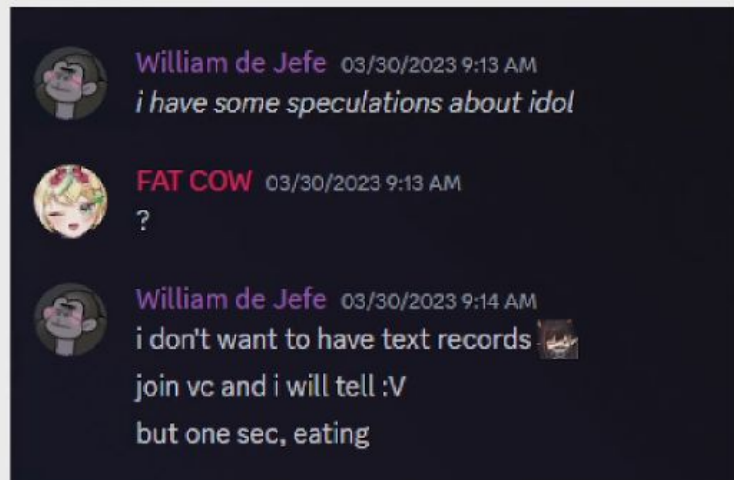 William de Jefe 03/30/2023 9:13 AM
i have some speculations about idol
FAT COW 03/30/2023 9:13 AM
?
William de Jefe 03/30/2023 9:14 AM
i don't want to have text records
join vc and i will tell :V
but one sec, eating